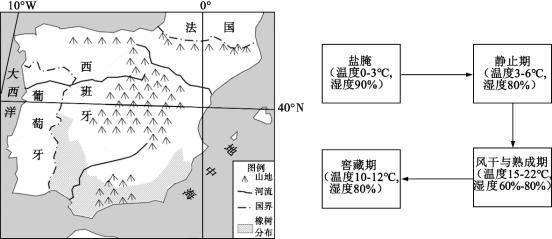 10°W
0°
法
国
大
西
洋
西
班
牙
葡
萄
牙
40°N
地
中
海
图例
山地
河流
国界
橡树
分布
盐腌
(温度0-3℃,
湿度90%)
静止期
(温度3-6℃,
湿度80%)
风干与熟成期
(温度15-22℃,
湿度60%-80%)
窖藏期
(温度10-12℃,
湿度80%)